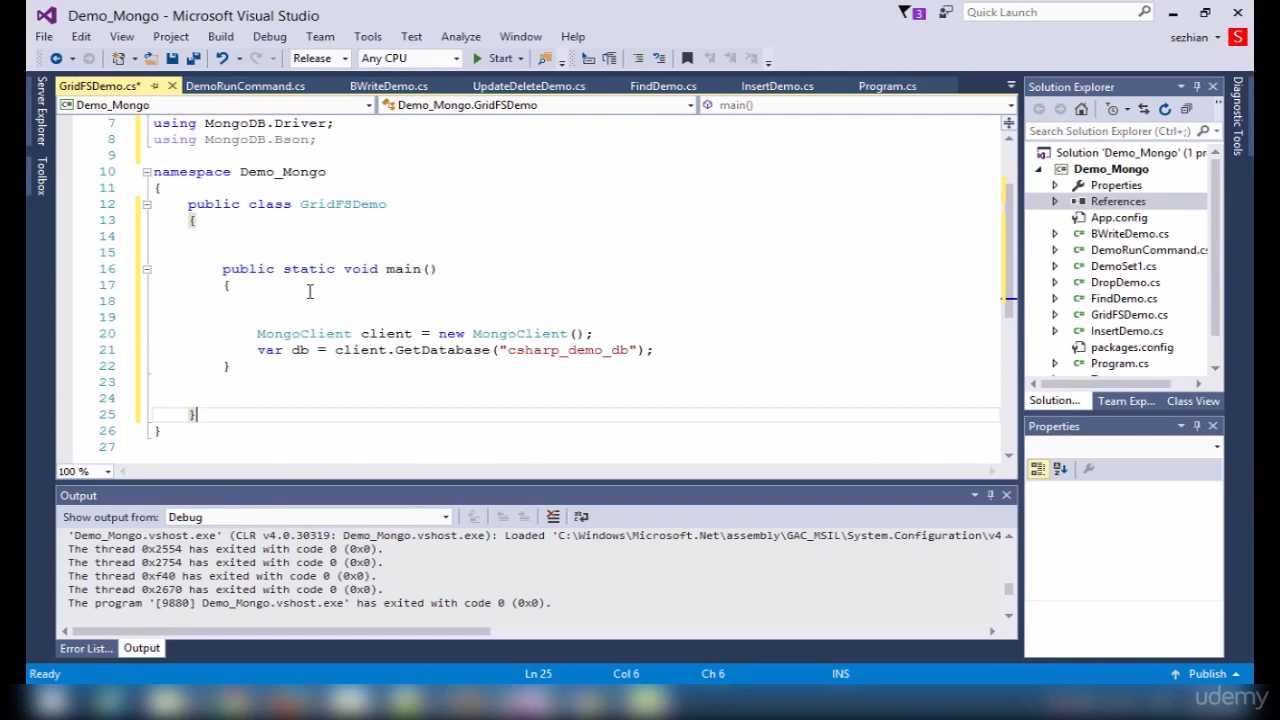 Demo_Mongo - Microsoft Visual Studio
3
Quick Launch (Ctrl+Q)
File Edit View Project Build Debug Team Tools Test Analyze Window Help
sezhian
S
Release
Any CPU
Start
GridFSDemo.cs*
DemoRunCommand.cs
BWriteDemo.cs
UpdateDeleteDemo.cs
FindDemo.cs
InsertDemo.cs
Program.cs
Demo_Mongo
Demo_Mongo.GridFSDemo
main()
7 using MongoDB.Driver;
8 using MongoDB.Bson;
9
10 namespace Demo_Mongo
11 {
12 public class GridFSDemo
13 {
14
15
16 public static void main()
17 {
18
19
20 MongoClient client = new MongoClient();
21 var db = client.GetDatabase("csharp_demo_db");
22 }
23
24
25 }
26 }
27
100 %
Server Explorer
Toolbox
Output
Show output from: Debug
'Demo_Mongo.vshost.exe' (CLR v4.0.30319: Demo_Mongo.vshost.exe): Loaded 'C:\Windows\Microsoft.Net\assembly\GAC_MSIL\System.Configuration\v4
The thread 0x2554 has exited with code 0 (0x0).
The thread 0x2754 has exited with code 0 (0x0).
The thread 0xf40 has exited with code 0 (0x0).
The thread 0x2670 has exited with code 0 (0x0).
The program '[9880] Demo_Mongo.vshost.exe' has exited with code 0 (0x0).
Error List...
Output
Solution Explorer
Search Solution Explorer (Ctrl+;)
Solution 'Demo_Mongo' (1 pr
Demo_Mongo
Properties
References
App.config
BWriteDemo.cs
DemoRunCommand.cs
DemoSet1.cs
DropDemo.cs
FindDemo.cs
GridFSDemo.cs
InsertDemo.cs
packages.config
Program.cs
Solution...
Team Exp...
Class View
Properties
Diagnostic Tools
Ready
Ln 25
Col 6
Ch 6
INS
Publish
udemy